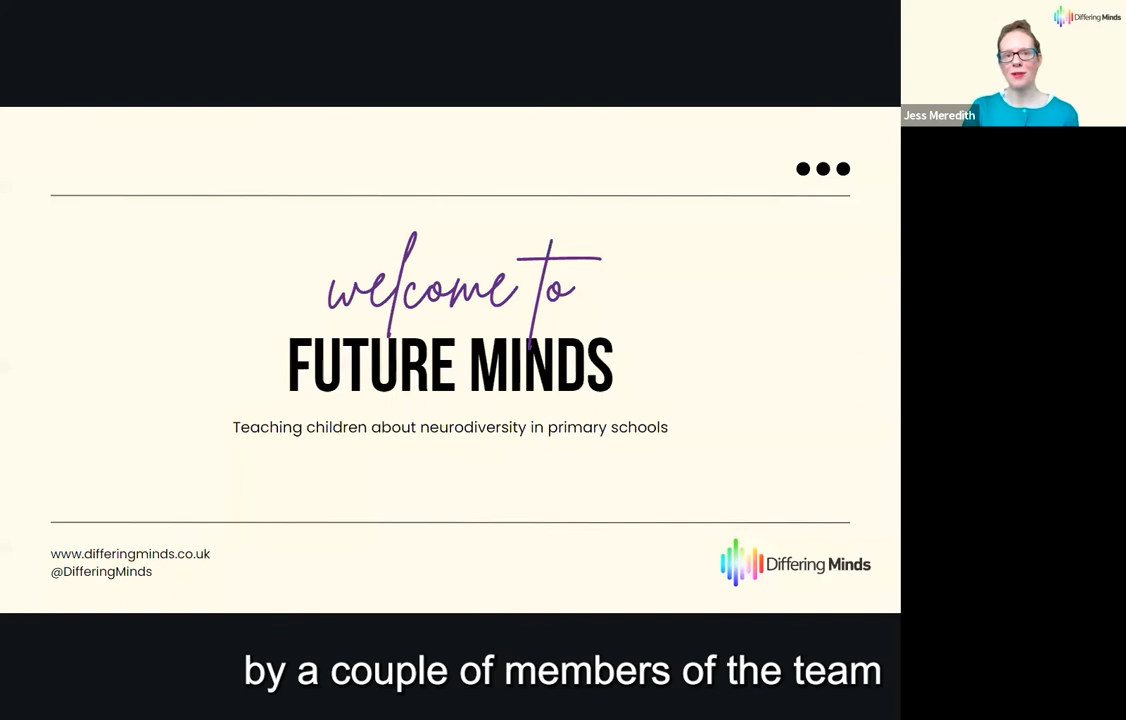 Differing Minds
Jess Meredith
welcome to
FUTURE MINDS
Teaching children about neurodiversity in primary schools
www.differingminds.co.uk
@DifferingMinds
Differing Minds
by a couple of members of the team